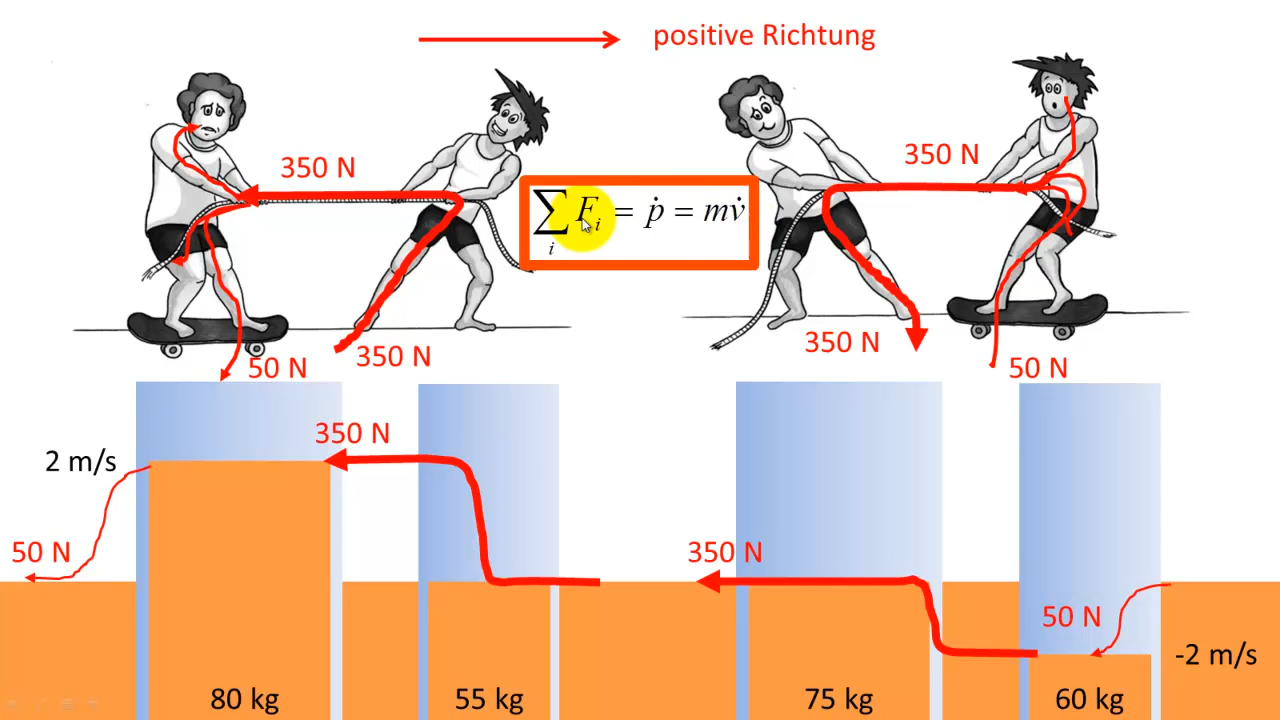 positive Richtung
350 N
350 N
∑ᵢ Fᵢ = ṗ = mv̇
50 N
350 N
350 N
50 N
350 N
2 m/s
50 N
350 N
50 N
-2 m/s
80 kg
55 kg
75 kg
60 kg